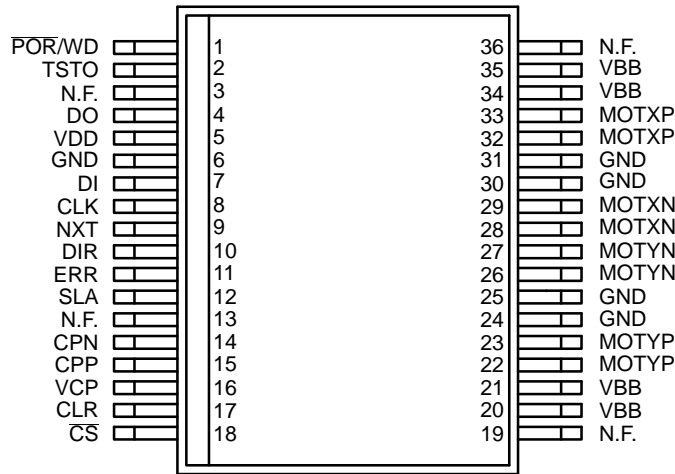 P̅O̅R̅/WD 1 36 N.F.
TSTO 2 35 VBB
N.F. 3 34 VBB
DO 4 33 MOTXP
VDD 5 32 MOTXP
GND 6 31 GND
DI 7 30 GND
CLK 8 29 MOTXN
NXT 9 28 MOTXN
DIR 10 27 MOTYN
ERR 11 26 MOTYN
SLA 12 25 GND
N.F. 13 24 GND
CPN 14 23 MOTYP
CPP 15 22 MOTYP
VCP 16 21 VBB
CLR 17 20 VBB
C̅S̅ 18 19 N.F.